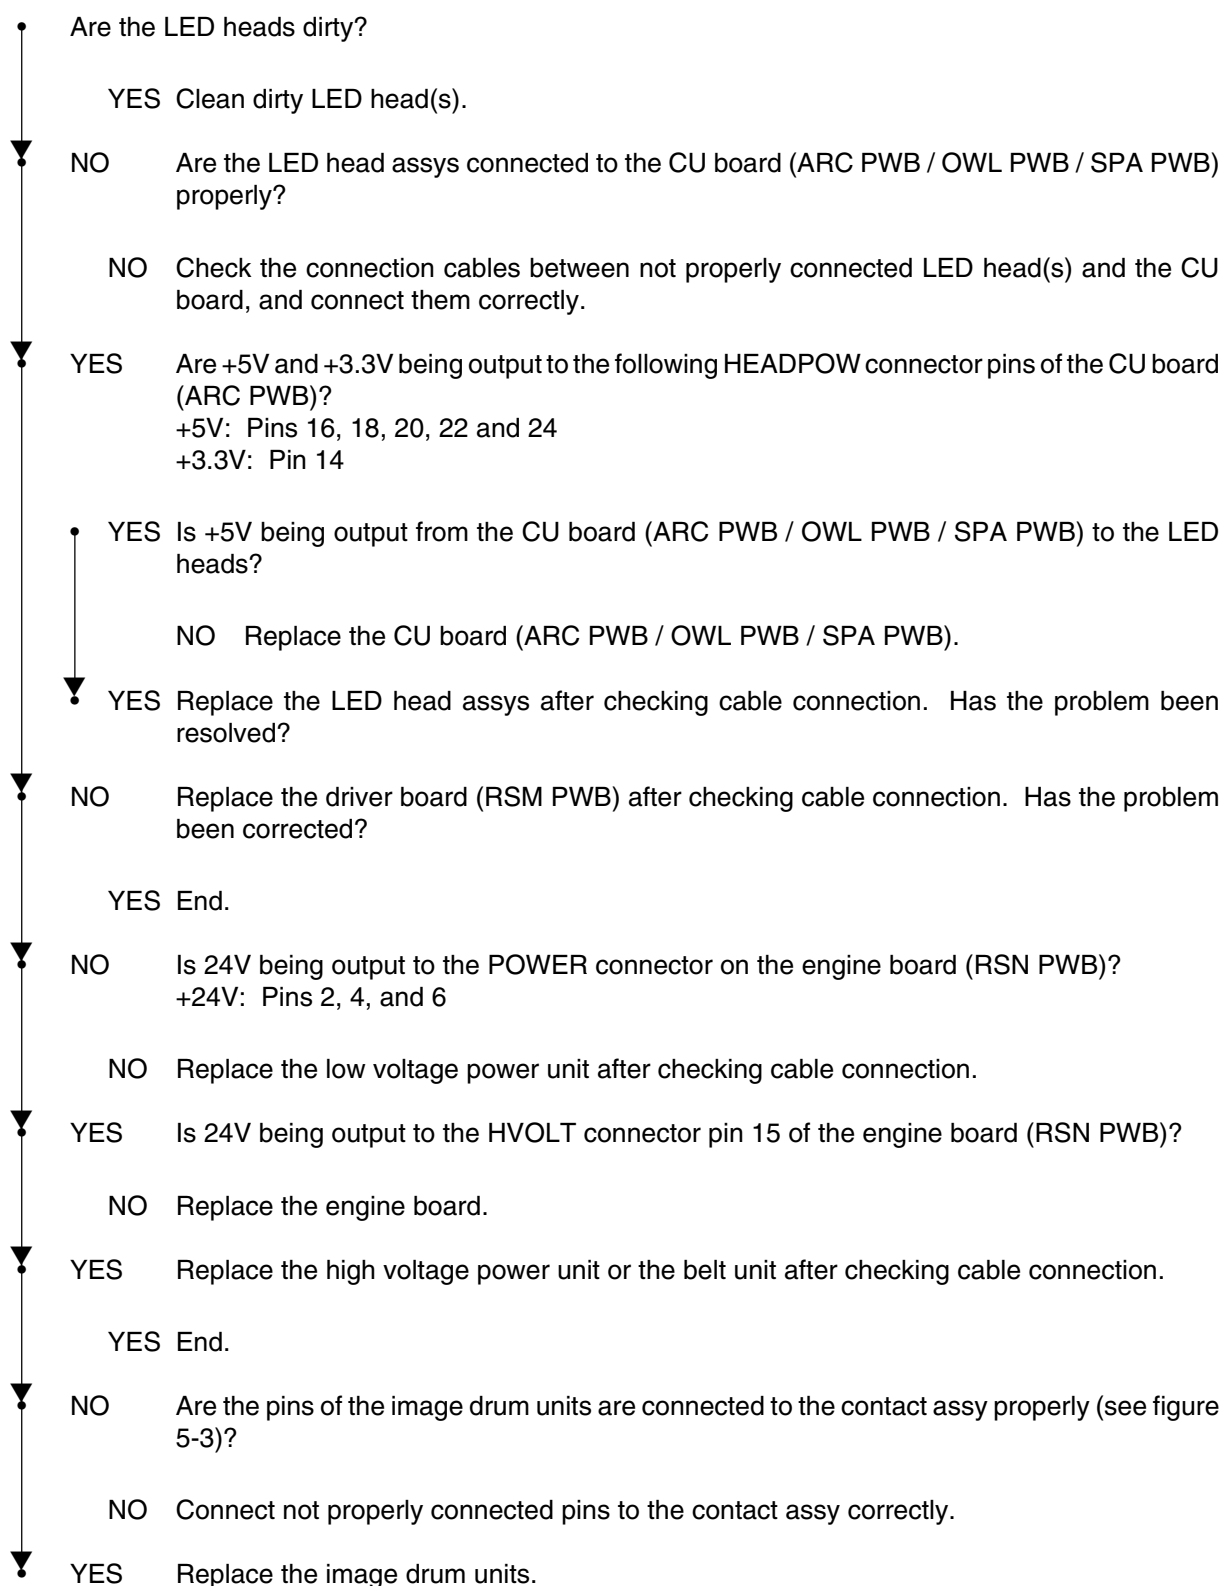 Are the LED heads dirty?
YES Clean dirty LED head(s).
NO Are the LED head assys connected to the CU board (ARC PWB / OWL PWB / SPA PWB)
properly?
NO Check the connection cables between not properly connected LED head(s) and the CU
board, and connect them correctly.
YES Are +5V and +3.3V being output to the following HEADPOW connector pins of the CU board
(ARC PWB)?
+5V: Pins 16, 18, 20, 22 and 24
+3.3V: Pin 14
YES Is +5V being output from the CU board (ARC PWB / OWL PWB / SPA PWB) to the LED
heads?
NO Replace the CU board (ARC PWB / OWL PWB / SPA PWB).
YES Replace the LED head assys after checking cable connection. Has the problem been
resolved?
NO Replace the driver board (RSM PWB) after checking cable connection. Has the problem
been corrected?
YES End.
NO Is 24V being output to the POWER connector on the engine board (RSN PWB)?
+24V: Pins 2, 4, and 6
NO Replace the low voltage power unit after checking cable connection.
YES Is 24V being output to the HVOLT connector pin 15 of the engine board (RSN PWB)?
NO Replace the engine board.
YES Replace the high voltage power unit or the belt unit after checking cable connection.
YES End.
NO Are the pins of the image drum units are connected to the contact assy properly (see figure
5-3)?
NO Connect not properly connected pins to the contact assy correctly.
YES Replace the image drum units.